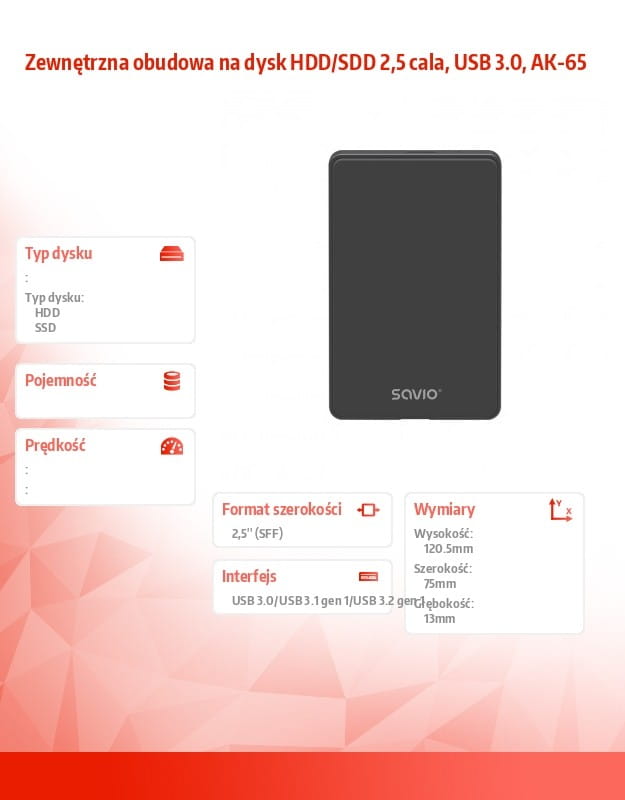 Zewnętrzna obudowa na dysk HDD/SDD 2,5 cala, USB 3.0, AK-65
SAVIO®
Typ dysku
:
Typ dysku:
HDD
SSD
Pojemność
Prędkość
:
:
Format szerokości
2,5'' (SFF)
Interfejs
USB 3.0/USB 3.1 gen 1/USB 3.2 gen 1
Wymiary
Y
X
Wysokość:
120.5mm
Szerokość:
75mm
Głębokość:
13mm